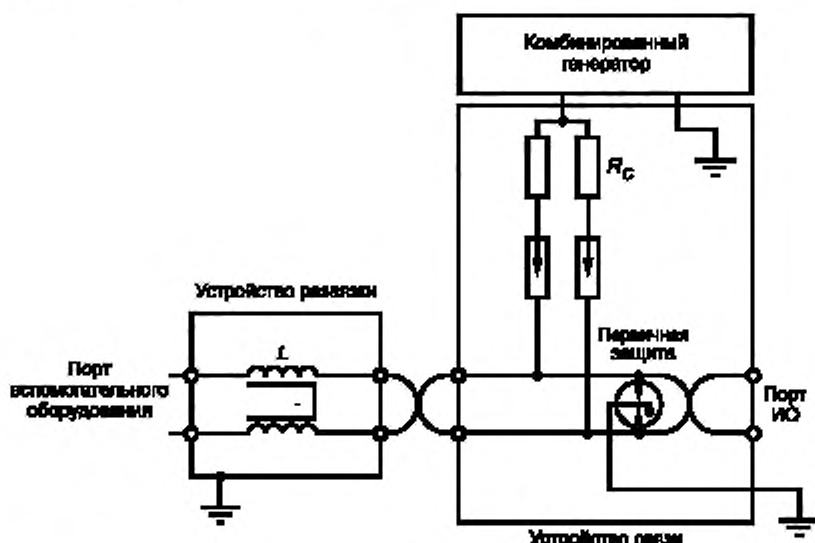 Комбинированный
генератор
R_C
Устройство развязки
L
Первичная
защита
Порт
вспомогательного
оборудования
Порт
ИО
Устройство связи